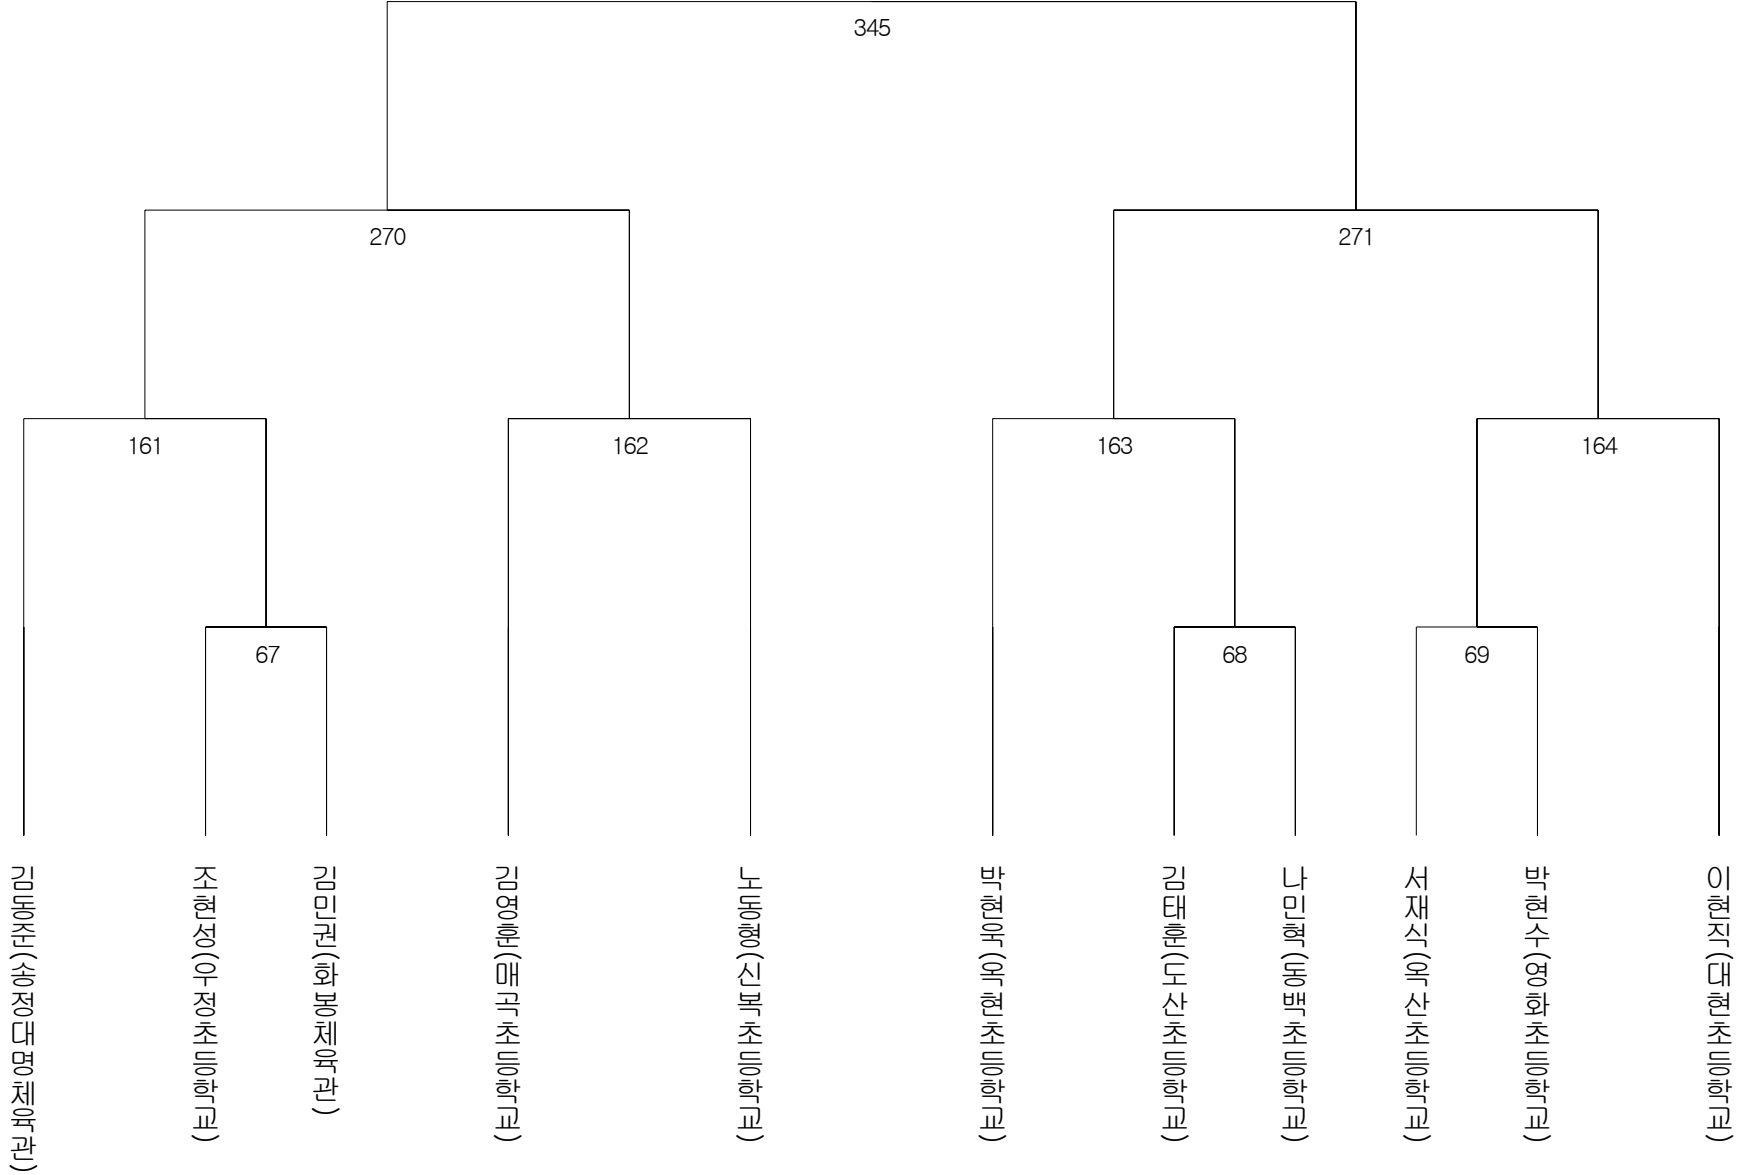 345
270
271
161
162
163
164
67
68
69
김동준(송정대명체육관)
조현성(우정초등학교)
김민권(화봉체육관)
김영훈(매곡초등학교)
노동형(신복초등학교)
박현욱(옥현초등학교)
김태훈(도산초등학교)
나민혁(동백초등학교)
서재식(옥산초등학교)
박현수(영화초등학교)
이현직(대현초등학교)